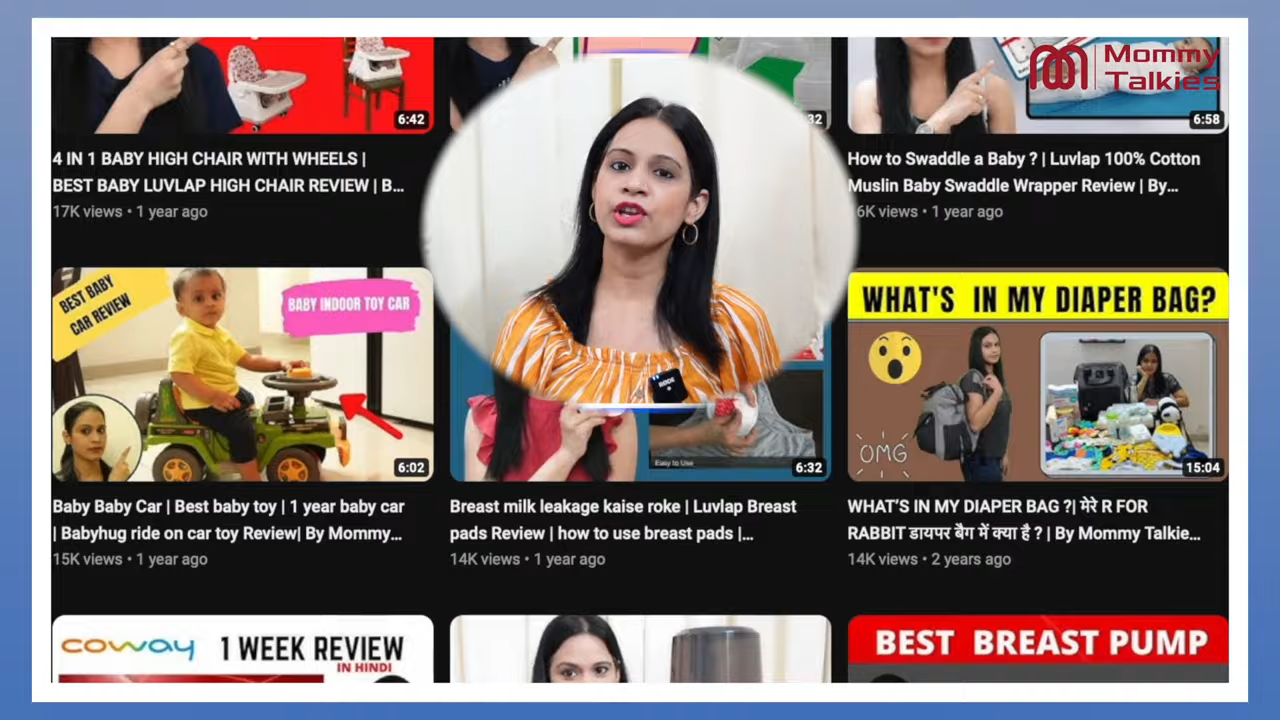 Mommy
Talkies
6:42
32
6:58
4 IN 1 BABY HIGH CHAIR WITH WHEELS |
BEST BABY LUVLAP HIGH CHAIR REVIEW | B...
17K views • 1 year ago
How to Swaddle a Baby ? | Luvlap 100% Cotton
Muslin Baby Swaddle Wrapper Review | By...
6K views • 1 year ago
BEST BABY
CAR REVIEW
BABY INDOOR TOY CAR
6:02
RODE
Easy to Use
6:32
WHAT'S IN MY DIAPER BAG?
OMG
15:04
Baby Baby Car | Best baby toy | 1 year baby car
| Babyhug ride on car toy Review| By Mommy...
15K views • 1 year ago
Breast milk leakage kaise roke | Luvlap Breast
pads Review | how to use breast pads |...
14K views • 1 year ago
WHAT'S IN MY DIAPER BAG ?| मेरे R FOR
RABBIT डायपर बैग में क्या है ? | By Mommy Talkie...
14K views • 2 years ago
coway 1 WEEK REVIEW
IN HINDI
BEST BREAST PUMP